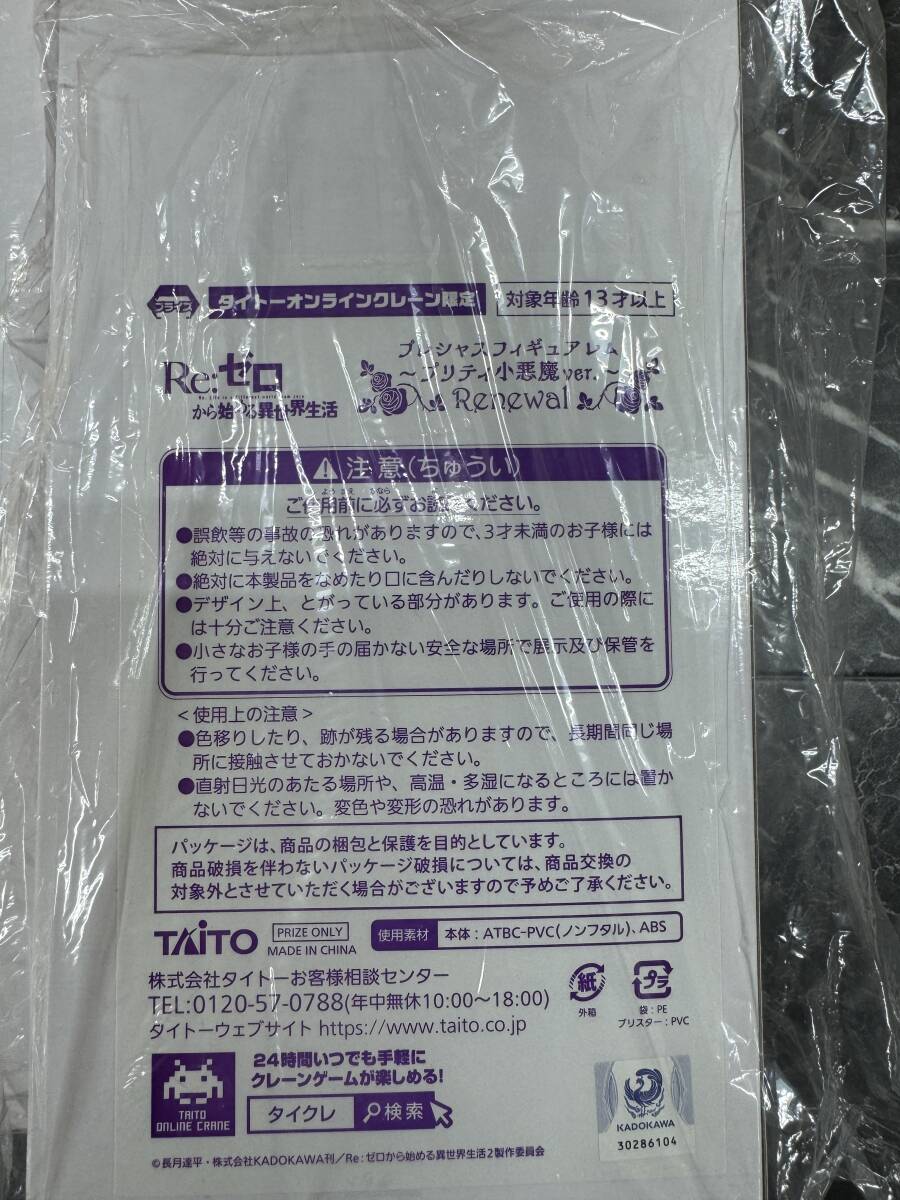 プライズ タイトーオンラインクレーン限定 対象年齢13才以上
Re:ゼロ
から始める異世界生活
プレシャスフィギュア レム
～プリティ小悪魔ver.～
Renewal
注意(ちゅうい)
ご使用前に必ずお読みください。
●誤飲等の事故の恐れがありますので、3才未満のお子様には
絶対に与えないでください。
●絶対に本製品をなめたり口に含んだりしないでください。
●デザイン上、とがっている部分があります。ご使用の際に
は十分ご注意ください。
●小さなお子様の手の届かない安全な場所で展示及び保管を
行ってください。
<使用上の注意>
●色移りしたり、跡が残る場合がありますので、長期間同じ場
所に接触させておかないでください。
●直射日光のあたる場所や、高温・多湿になるところには置か
ないでください。変色や変形の恐れがあります。
パッケージは、商品の梱包と保護を目的としています。
商品破損を伴わないパッケージ破損については、商品交換の
対象外とさせていただく場合がございますので予めご了承ください。
TAITO PRIZE ONLY
MADE IN CHINA
使用素材 本体：ATBC-PVC(ノンフタル)、ABS
株式会社タイトーお客様相談センター
TEL:0120-57-0788(年中無休10:00～18:00)
タイトーウェブサイト https://www.taito.co.jp
紙
外箱
プラ
袋：PE
ブリスター：PVC
TAITO
ONLINE CRANE
24時間いつでも手軽に
クレーンゲームが楽しめる!
タイクレ 検索
KADOKAWA
30286104
©長月達平・株式会社KADOKAWA刊／Re：ゼロから始める異世界生活2製作委員会